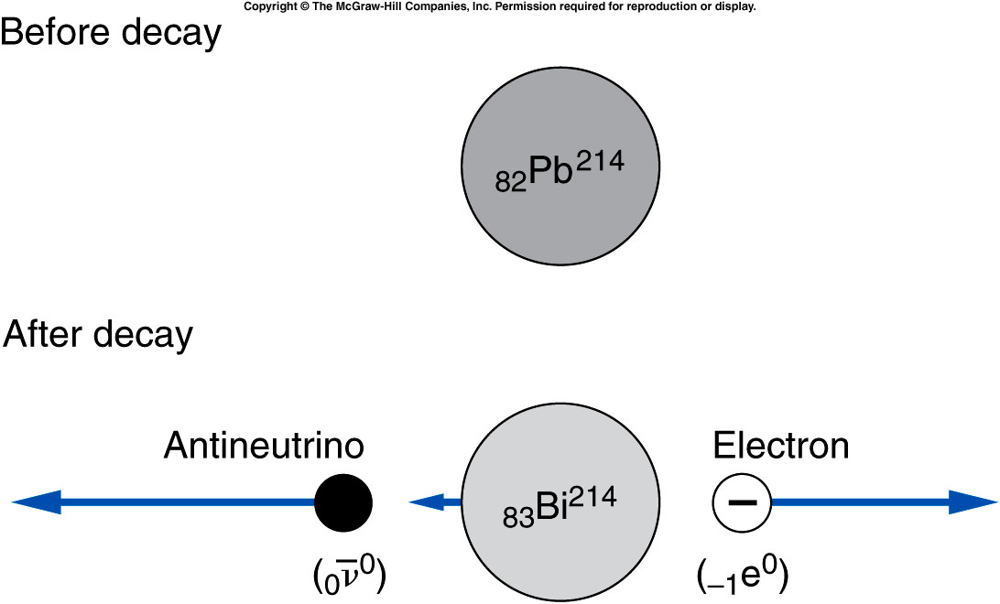 Copyright © The McGraw-Hill Companies, Inc. Permission required for reproduction or display.
Before decay
₈₂Pb²¹⁴
After decay
Antineutrino
Electron
₈₃Bi²¹⁴
−
(₀ν̅⁰)
(₋₁e⁰)